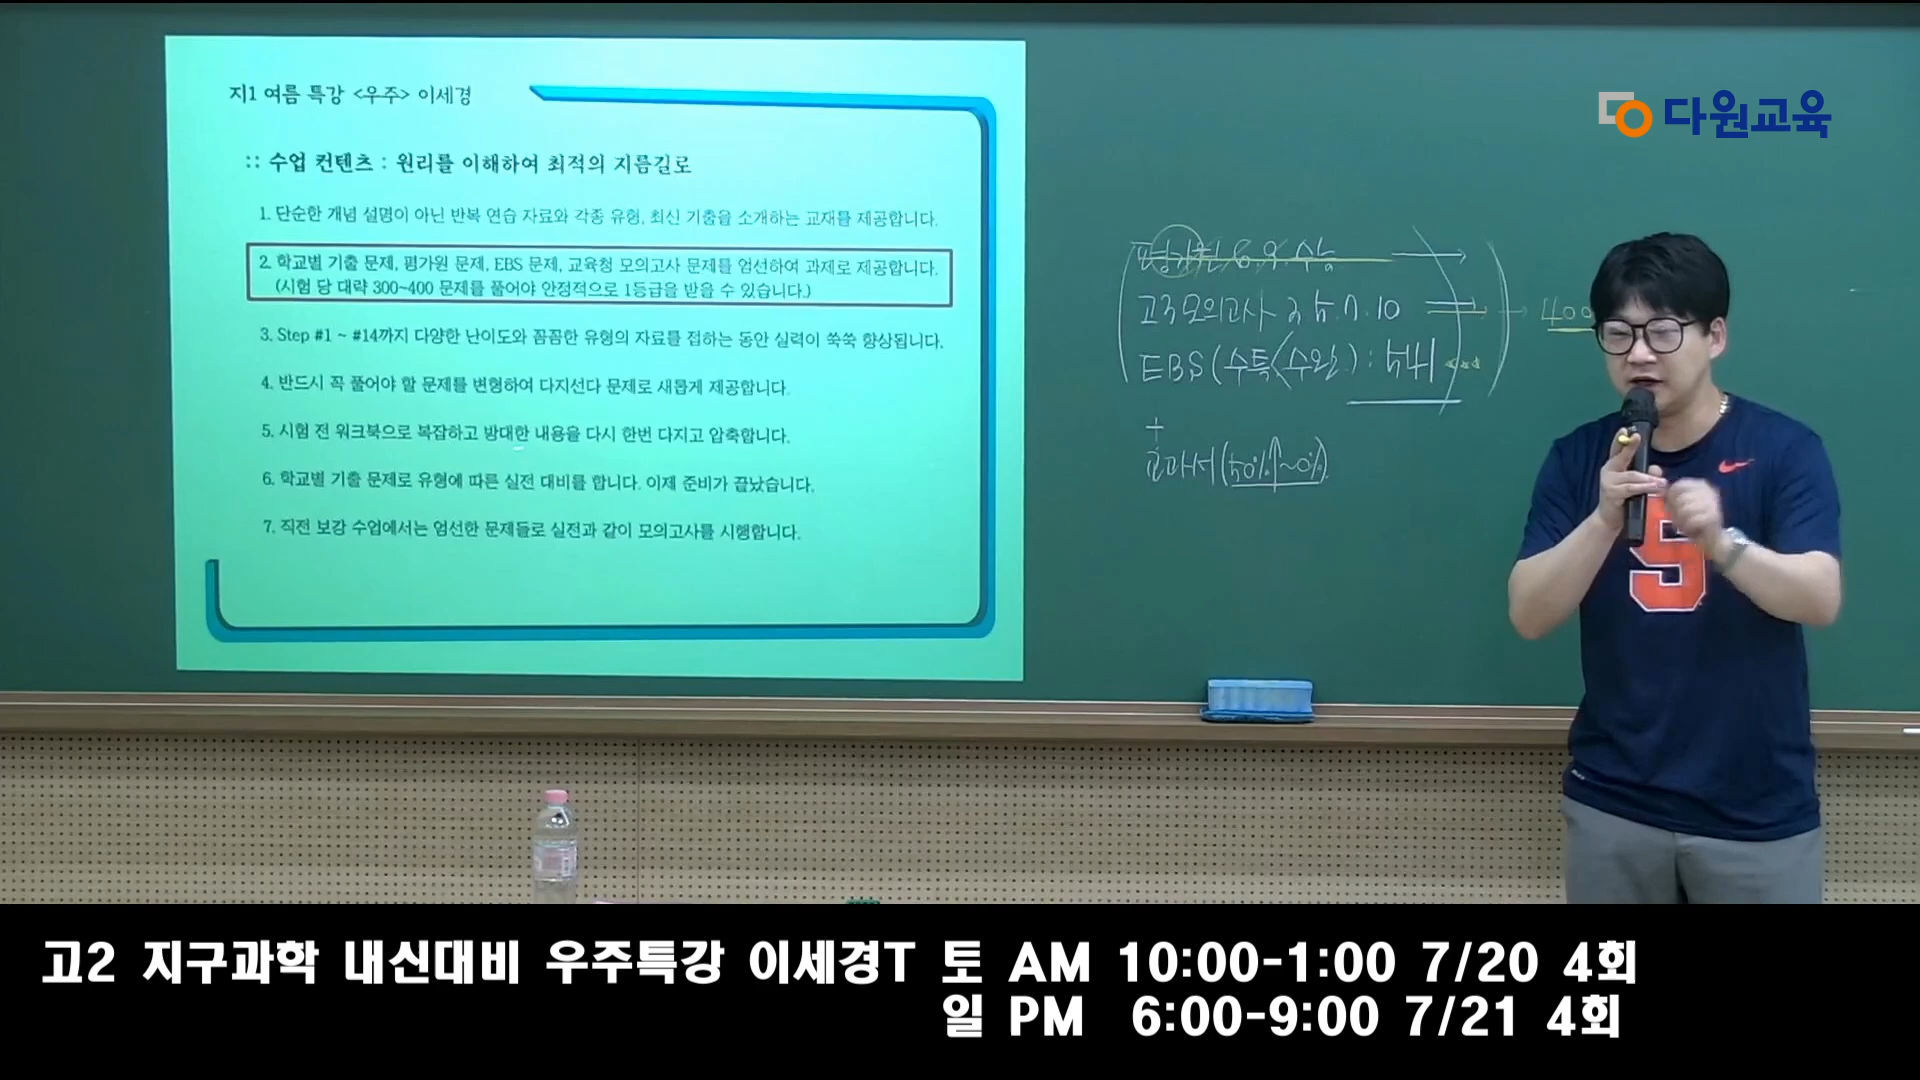 지1 여름 특강 <우주> 이세경
:: 수업 컨텐츠 : 원리를 이해하여 최적의 지름길로
1. 단순한 개념 설명이 아닌 반복 연습 자료와 각종 유형, 최신 기출을 소개하는 교재를 제공합니다.
2. 학교별 기출 문제, 평가원 문제, EBS 문제, 교육청 모의고사 문제를 엄선하여 과제로 제공합니다.
(시험 당 대략 300~400 문제를 풀어야 안정적으로 1등급을 받을 수 있습니다.)
3. Step #1 ~ #14까지 다양한 난이도와 꼼꼼한 유형의 자료를 접하는 동안 실력이 쑥쑥 향상됩니다.
4. 반드시 꼭 풀어야 할 문제를 변형하여 다지선다 문제로 새롭게 제공합니다.
5. 시험 전 워크북으로 복잡하고 방대한 내용을 다시 한번 다지고 압축합니다.
6. 학교별 기출 문제로 유형에 따른 실전 대비를 합니다. 이제 준비가 끝났습니다.
7. 직전 보강 수업에서는 엄선한 문제들로 실전과 같이 모의고사를 시행합니다.
다원교육
평가원 6. 9. 수능
고3모의고사 3. 5. 7. 10
400
EBS (수특 수완) :
+
교과서 (50%↑~0%)
5
고2 지구과학 내신대비 우주특강 이세경T 토 AM 10:00-1:00 7/20 4회
일 PM 6:00-9:00 7/21 4회